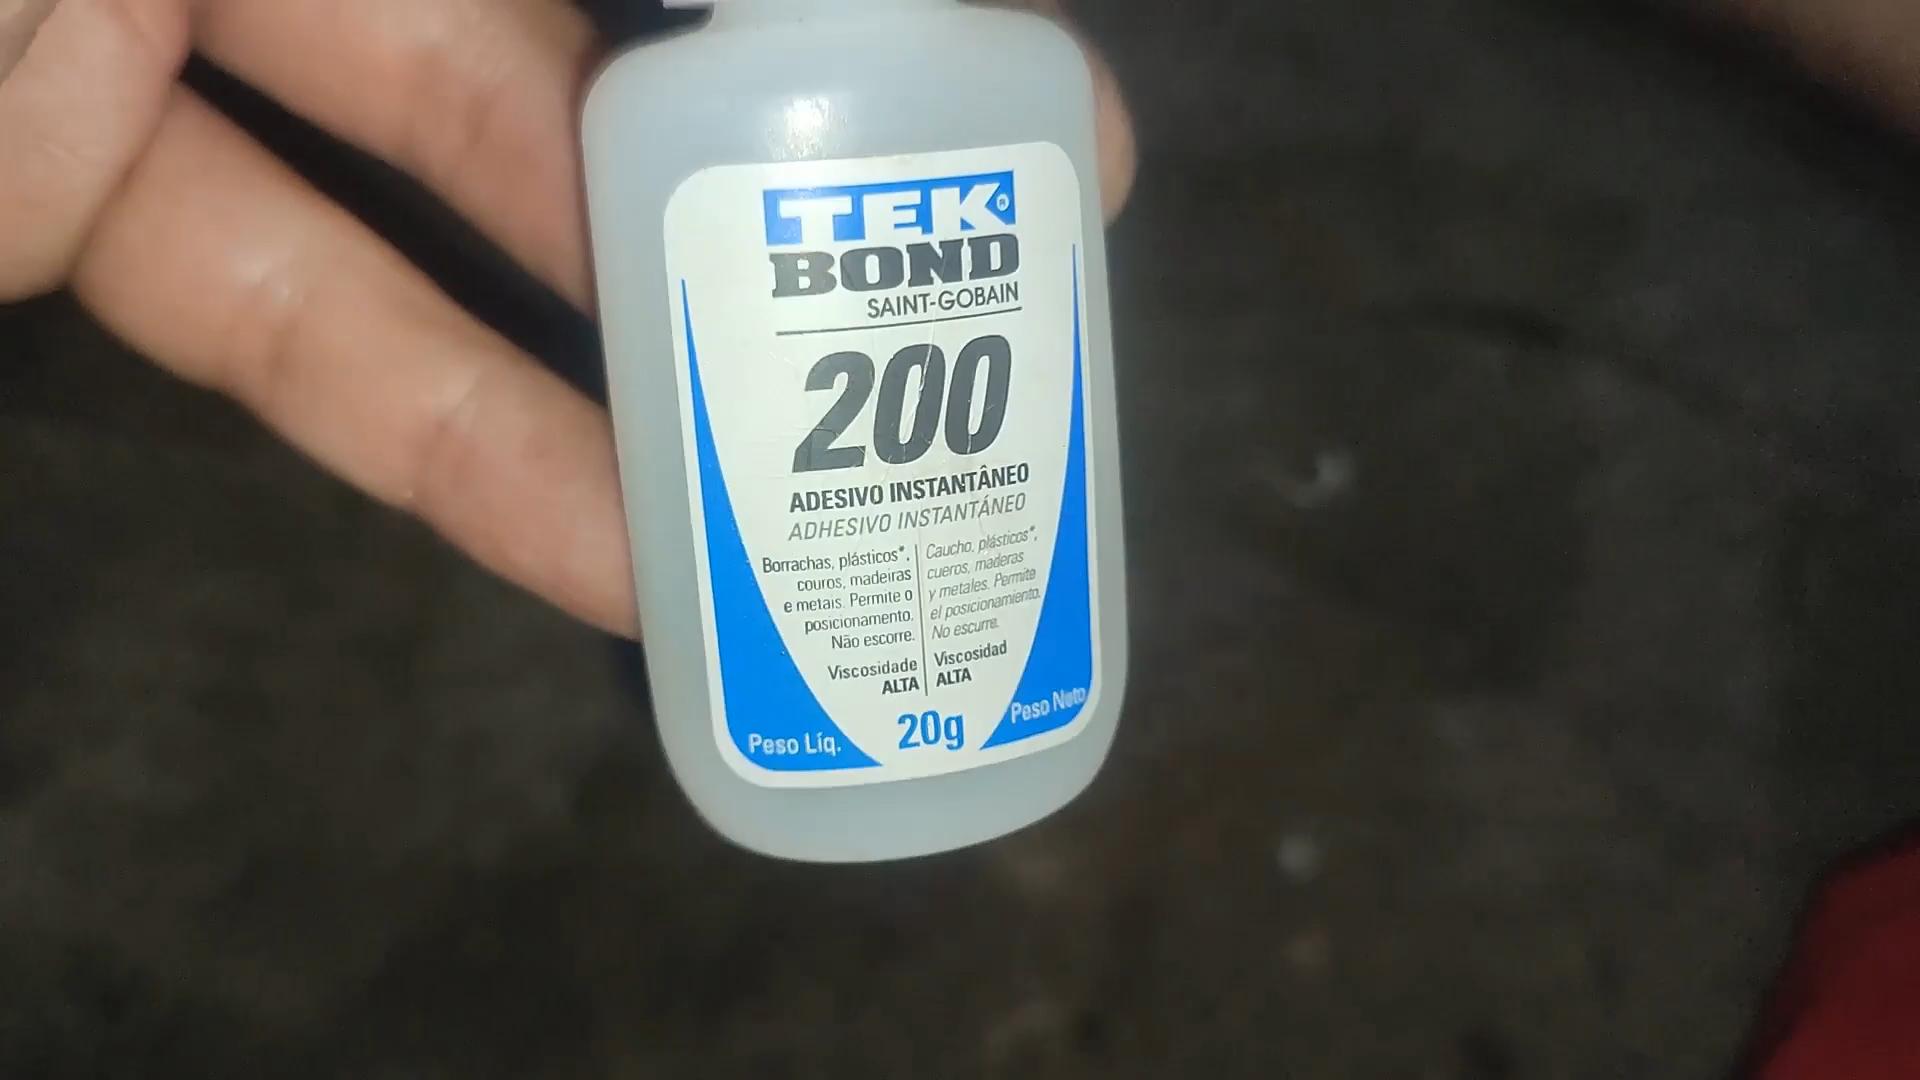 TEK®
BOND
SAINT-GOBAIN
200
ADESIVO INSTANTÂNEO
ADHESIVO INSTANTÁNEO
Borrachas, plásticos*,
couros, madeiras
e metais. Permite o
posicionamento.
Não escorre.
Viscosidade
ALTA
Caucho, plásticos*,
cueros, maderas
y metales. Permite
el posicionamiento.
No escurre.
Viscosidad
ALTA
Peso Líq.
20g
Peso Neto